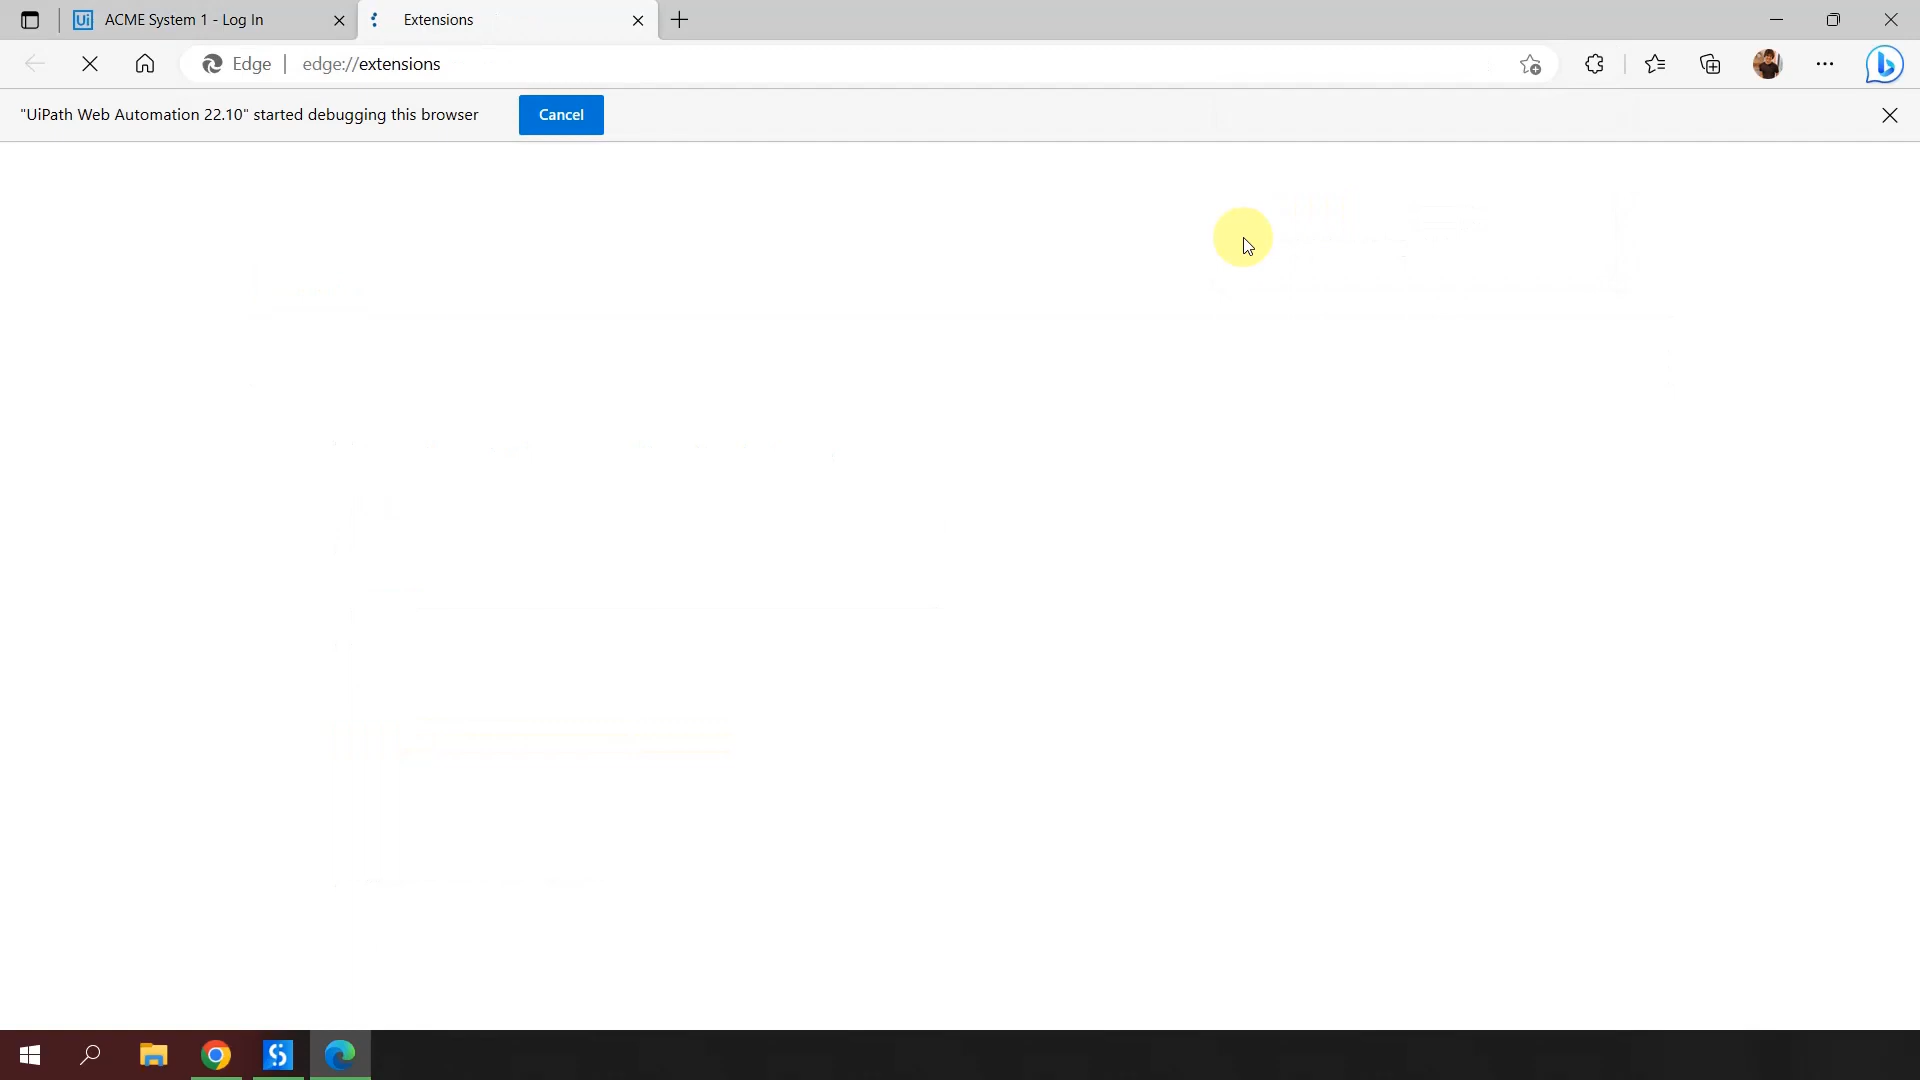 ACME System 1 - Log In
Extensions
Edge
edge://extensions
"UiPath Web Automation 22.10" started debugging this browser
Cancel